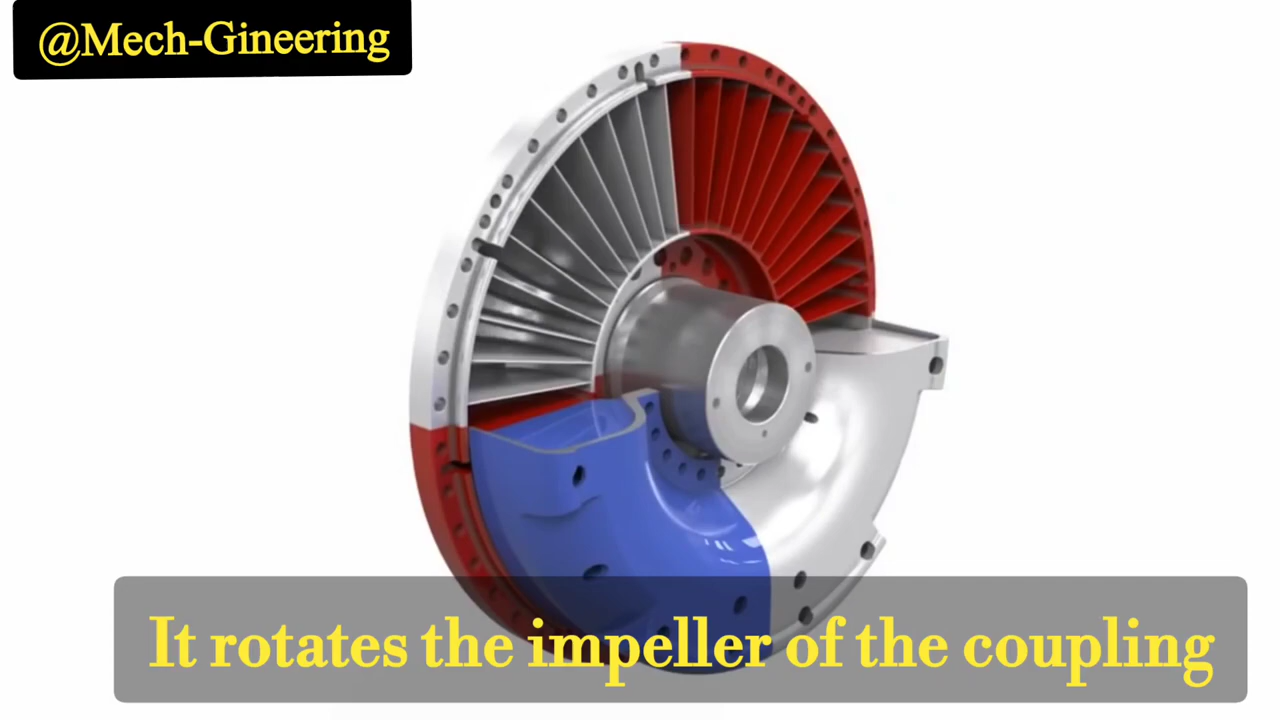 @Mech-Gineering
It rotates the impeller of the coupling